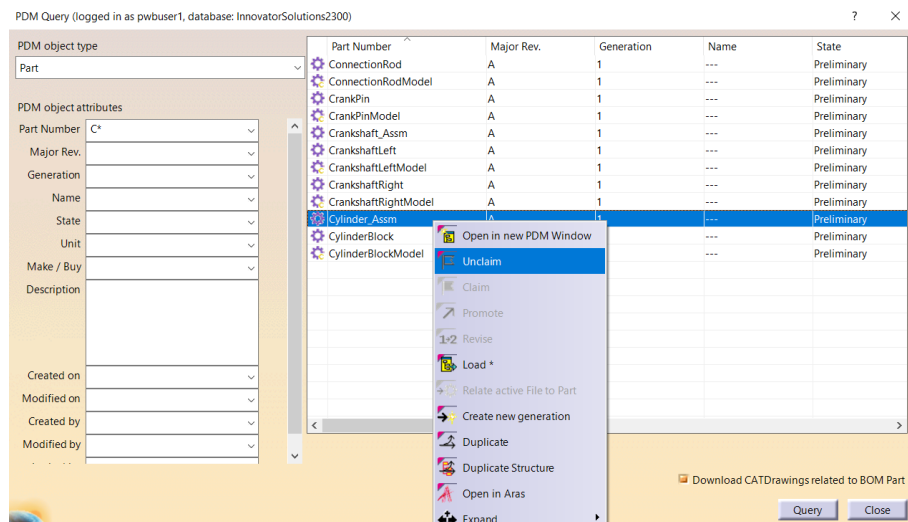 PDM Query (logged in as pwbuser1, database: InnovatorSolutions2300) ? ×
PDM object type
Part
PDM object attributes
Part Number C*
Major Rev.
Generation
Name
State
Unit
Make / Buy
Description
Created on
Modified on
Created by
Modified by
Part Number Major Rev. Generation Name State
ConnectionRod A 1 --- Preliminary
ConnectionRodModel A 1 --- Preliminary
CrankPin A 1 --- Preliminary
CrankPinModel A 1 --- Preliminary
Crankshaft_Assm A 1 --- Preliminary
CrankshaftLeft A 1 --- Preliminary
CrankshaftLeftModel A 1 --- Preliminary
CrankshaftRight A 1 --- Preliminary
CrankshaftRightModel A 1 --- Preliminary
Cylinder_Assm A 1 --- Preliminary
CylinderBlock --- Preliminary
CylinderBlockModel --- Preliminary
Open in new PDM Window
Unclaim
Claim
Promote
1→2 Revise
Load *
Relate active File to Part
Create new generation
Duplicate
Duplicate Structure
Open in Aras
Expand
Download CATDrawings related to BOM Part
Query Close